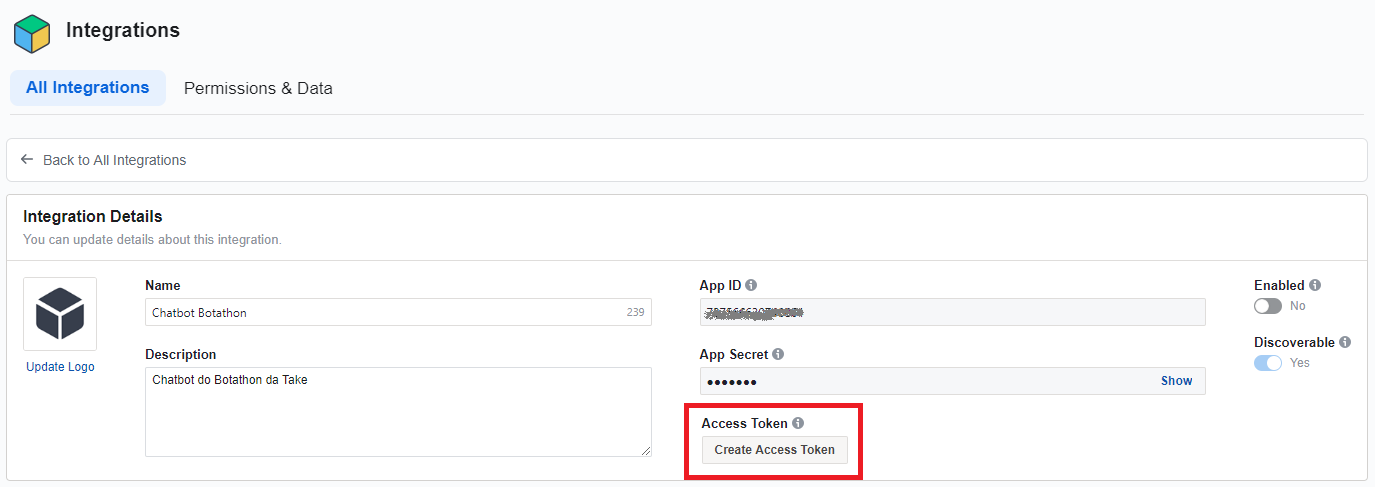 Integrations
All Integrations
Permissions & Data
Back to All Integrations
Integration Details
You can update details about this integration.
Update Logo
Name
Chatbot Botathon
239
Description
Chatbot do Botathon da Take
App ID
App Secret
Show
Access Token
Create Access Token
Enabled
No
Discoverable
Yes